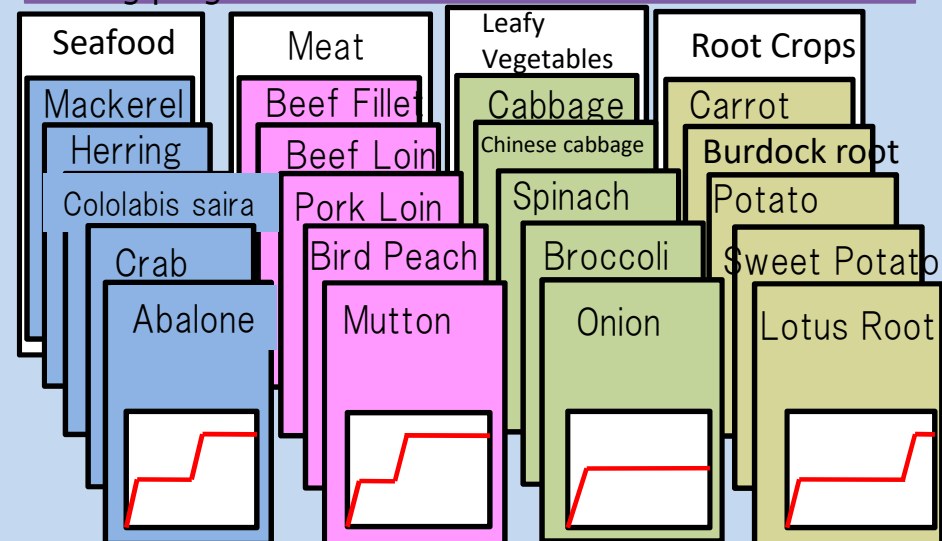 Seafood
Mackerel
Herring
Cololabis saira
Crab
Abalone
Meat
Beef Fillet
Beef Loin
Pork Loin
Bird Peach
Mutton
Leafy
Vegetables
Cabbage
Chinese cabbage
Spinach
Broccoli
Onion
Root Crops
Carrot
Burdock root
Potato
Sweet Potato
Lotus Root